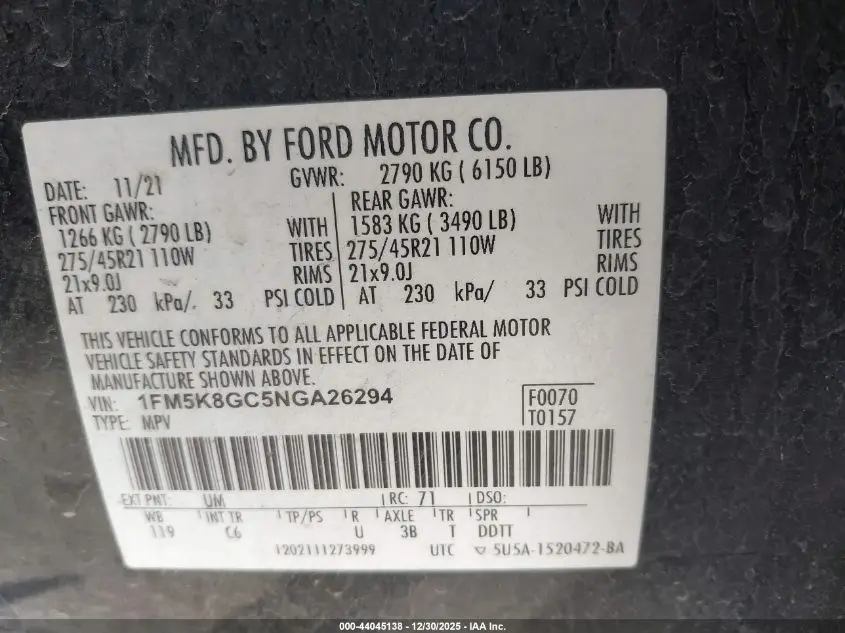 MFD. BY FORD MOTOR CO.
DATE: 11/21 GVWR: 2790 KG ( 6150 LB)
FRONT GAWR: REAR GAWR:
1266 KG ( 2790 LB) WITH 1583 KG ( 3490 LB) WITH
275/45R21 110W TIRES 275/45R21 110W TIRES
21x9.0J RIMS 21x9.0J RIMS
AT 230 kPa/. 33 PSI COLD AT 230 kPa/ 33 PSI COLD
THIS VEHICLE CONFORMS TO ALL APPLICABLE FEDERAL MOTOR
VEHICLE SAFETY STANDARDS IN EFFECT ON THE DATE OF
MANUFACTURE SHOWN ABOVE.
VIN: 1FM5K8GC5NGA26294 F0070
TYPE: MPV T0157
EXT PNT: UM RC: 71 DSO:
WB INT TR TP/PS R AXLE TR SPR
119 C6 U 3B T DDTT
1202111273999 UTC 5U5A-1520472-BA
000-44045138 - 12/30/2025 - IAA Inc.